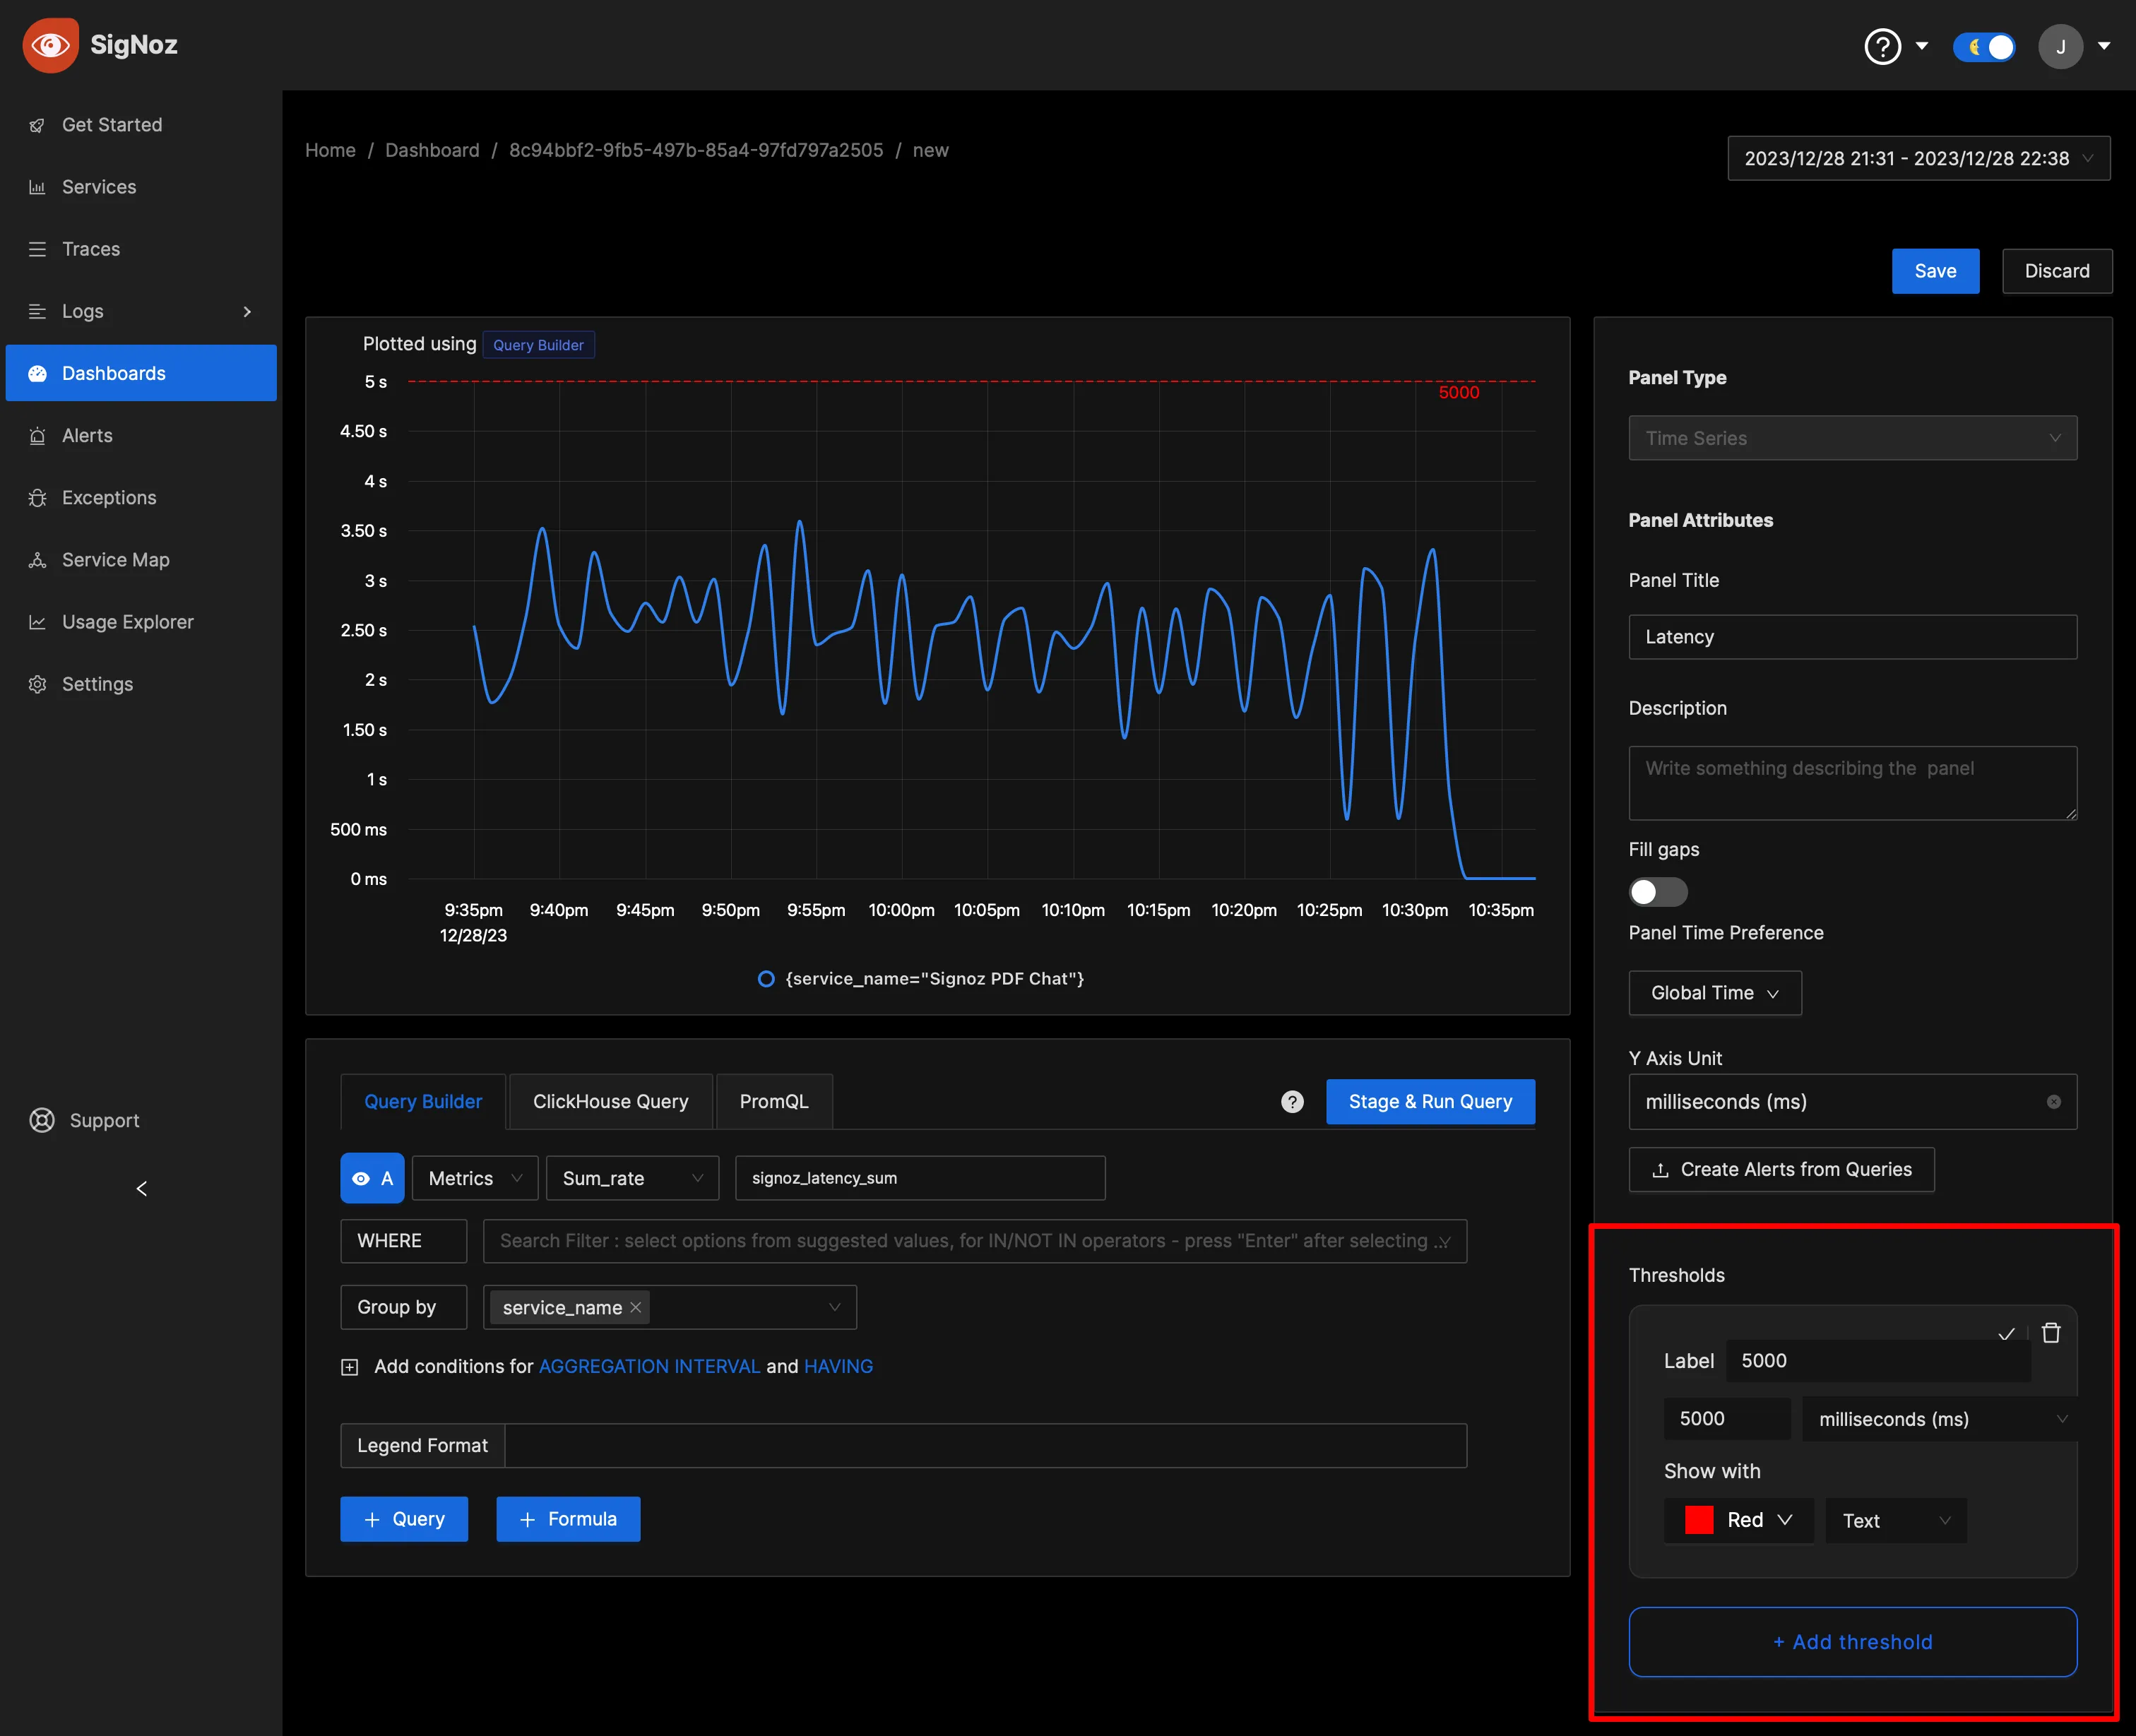 SigNoz
?
J
Get Started
Services
Traces
Logs
Dashboards
Alerts
Exceptions
Service Map
Usage Explorer
Settings
Support
Home / Dashboard / 8c94bbf2-9fb5-497b-85a4-97fd797a2505 / new
2023/12/28 21:31 - 2023/12/28 22:38
Save
Discard
Plotted using Query Builder
5 s
5000
4.50 s
4 s
3.50 s
3 s
2.50 s
2 s
1.50 s
1 s
500 ms
0 ms
9:35pm 9:40pm 9:45pm 9:50pm 9:55pm 10:00pm 10:05pm 10:10pm 10:15pm 10:20pm 10:25pm 10:30pm 10:35pm
12/28/23
{service_name="Signoz PDF Chat"}
Query Builder
ClickHouse Query
PromQL
?
Stage & Run Query
A
Metrics
Sum_rate
signoz_latency_sum
WHERE
Search Filter : select options from suggested values, for IN/NOT IN operators - press "Enter" after selecting ...
Group by
service_name
Add conditions for AGGREGATION INTERVAL and HAVING
Legend Format
+ Query
+ Formula
Panel Type
Time Series
Panel Attributes
Panel Title
Latency
Description
Write something describing the panel
Fill gaps
Panel Time Preference
Global Time
Y Axis Unit
milliseconds (ms)
Create Alerts from Queries
Thresholds
Label 5000
5000 milliseconds (ms)
Show with
Red
Text
+ Add threshold